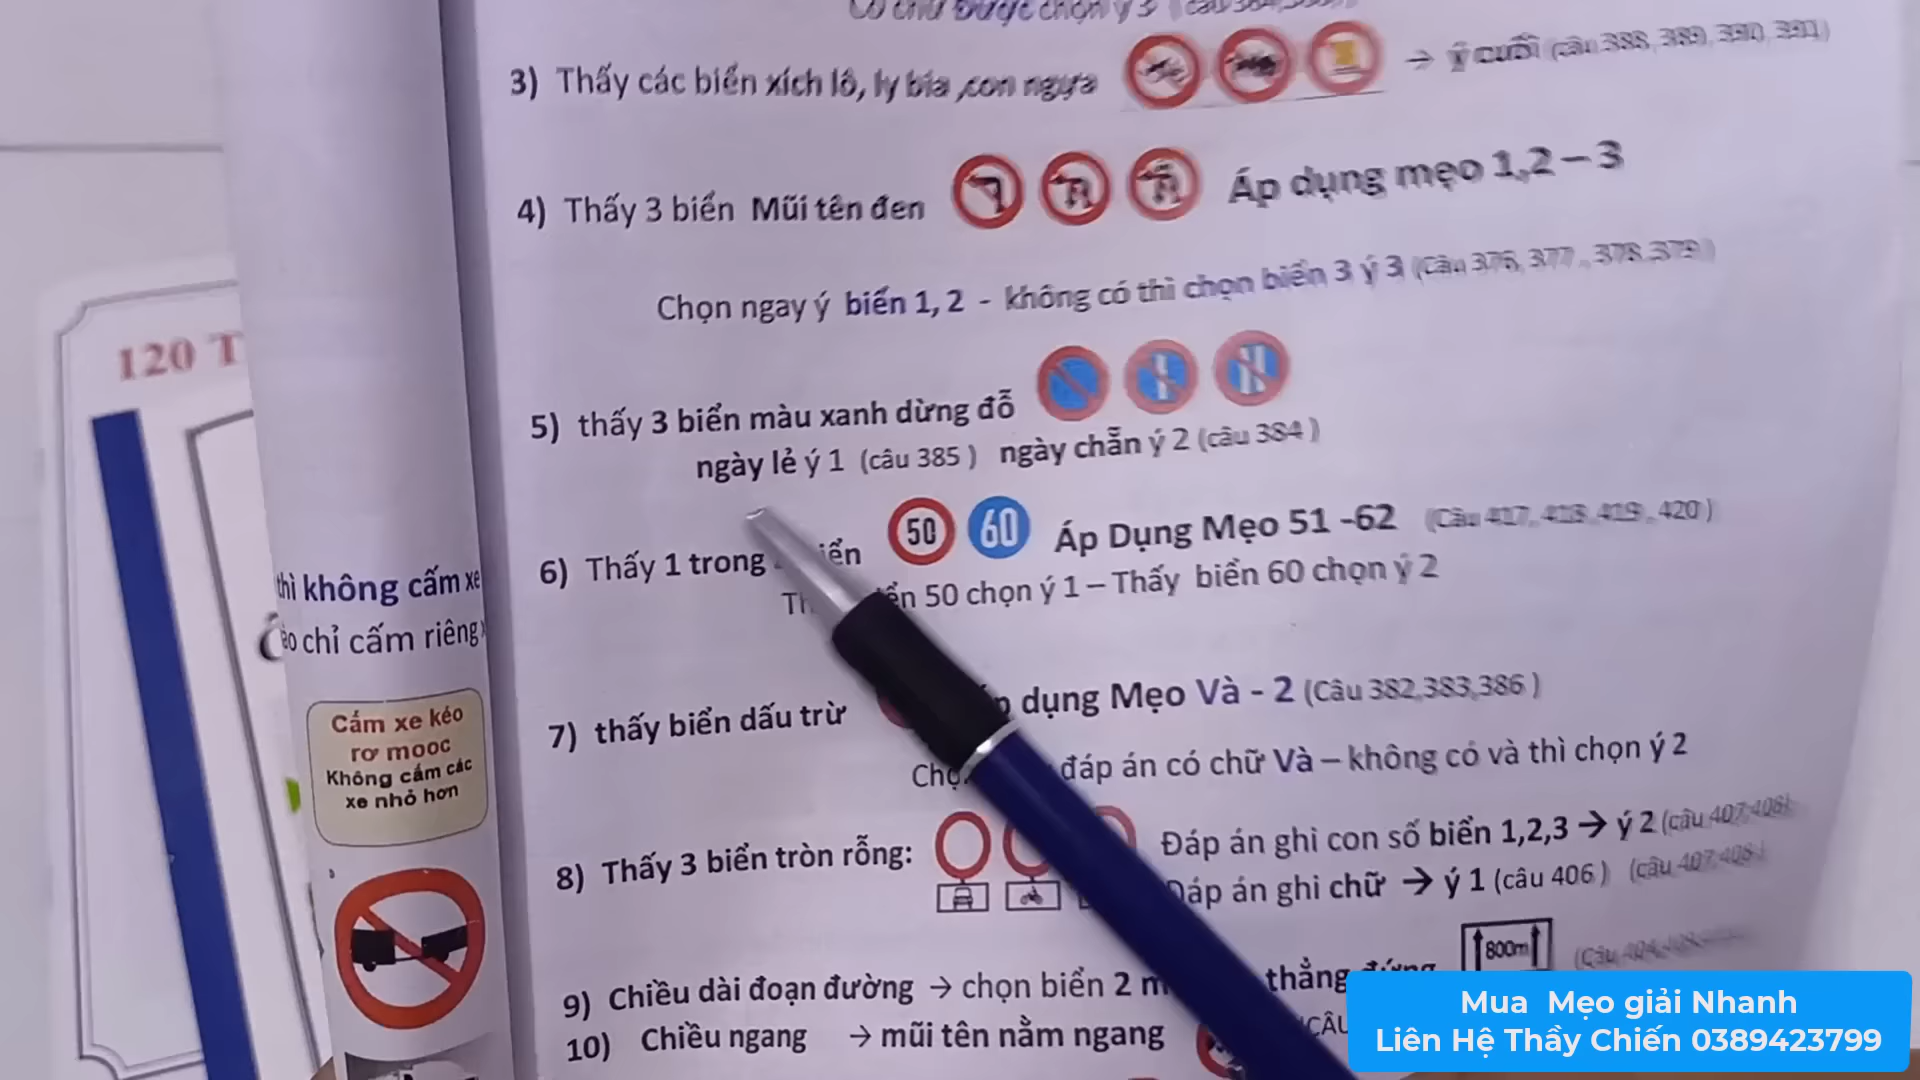 Có chữ Được chọn ý 3
3) Thấy các biển xích lô, ly bia ,con ngựa → ý cuối (câu 388, 389, 390, 391)
4) Thấy 3 biển Mũi tên đen Áp dụng mẹo 1,2 – 3
Chọn ngay ý biển 1, 2 - không có thì chọn biển 3 ý 3 (Câu 376, 377 , 378,379 )
5) thấy 3 biển màu xanh dừng đỗ
ngày lẻ ý 1 (câu 385 ) ngày chẵn ý 2 (câu 384 )
6) Thấy 1 trong 50 60 Áp Dụng Mẹo 51 -62 (Câu 417, 418, 419 , 420 )
50 chọn ý 1 – Thấy biển 60 chọn ý 2
7) thấy biển dấu trừ dụng Mẹo Và - 2 (Câu 382,383,386 )
đáp án có chữ Và – không có và thì chọn ý 2
8) Thấy 3 biển tròn rỗng: Đáp án ghi con số biển 1,2,3 → ý 2 (câu 407,408)
Đáp án ghi chữ → ý 1 (câu 406 ) (câu 407,408 )
9) Chiều dài đoạn đường → chọn biển 2 thẳng đứng 800m
10) Chiều ngang → mũi tên nằm ngang
120 T
thì không cấm xe
chỉ cấm riêng
Cấm xe kéo
rơ mooc
Không cấm các
xe nhỏ hơn
Mua Mẹo giải Nhanh
Liên Hệ Thầy Chiến 0389423799